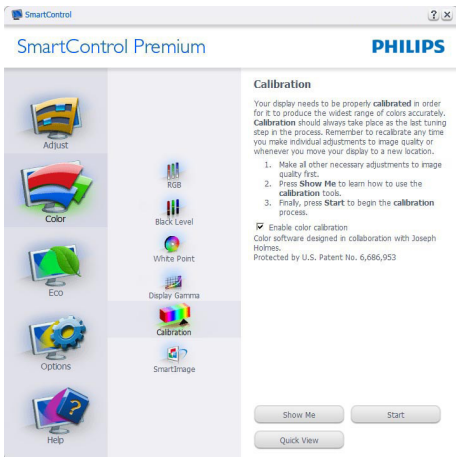 SmartControl
SmartControl Premium
PHILIPS
Adjust
Color
Eco
Options
Help
RGB
Black Level
White Point
Display Gamma
Calibration
SmartImage
Calibration
Your display needs to be properly calibrated in order
for it to produce the widest range of colors accurately.
Calibration should always take place as the last tuning
step in the process. Remember to recalibrate any time
you make individual adjustments to image quality or
whenever you move your display to a new location.
1. Make all other necessary adjustments to image
quality first.
2. Press Show Me to learn how to use the
calibration tools.
3. Finally, press Start to begin the calibration
process.
Enable color calibration
Color software designed in collaboration with Joseph
Holmes.
Protected by U.S. Patent No. 6,686,953
Show Me
Start
Quick View